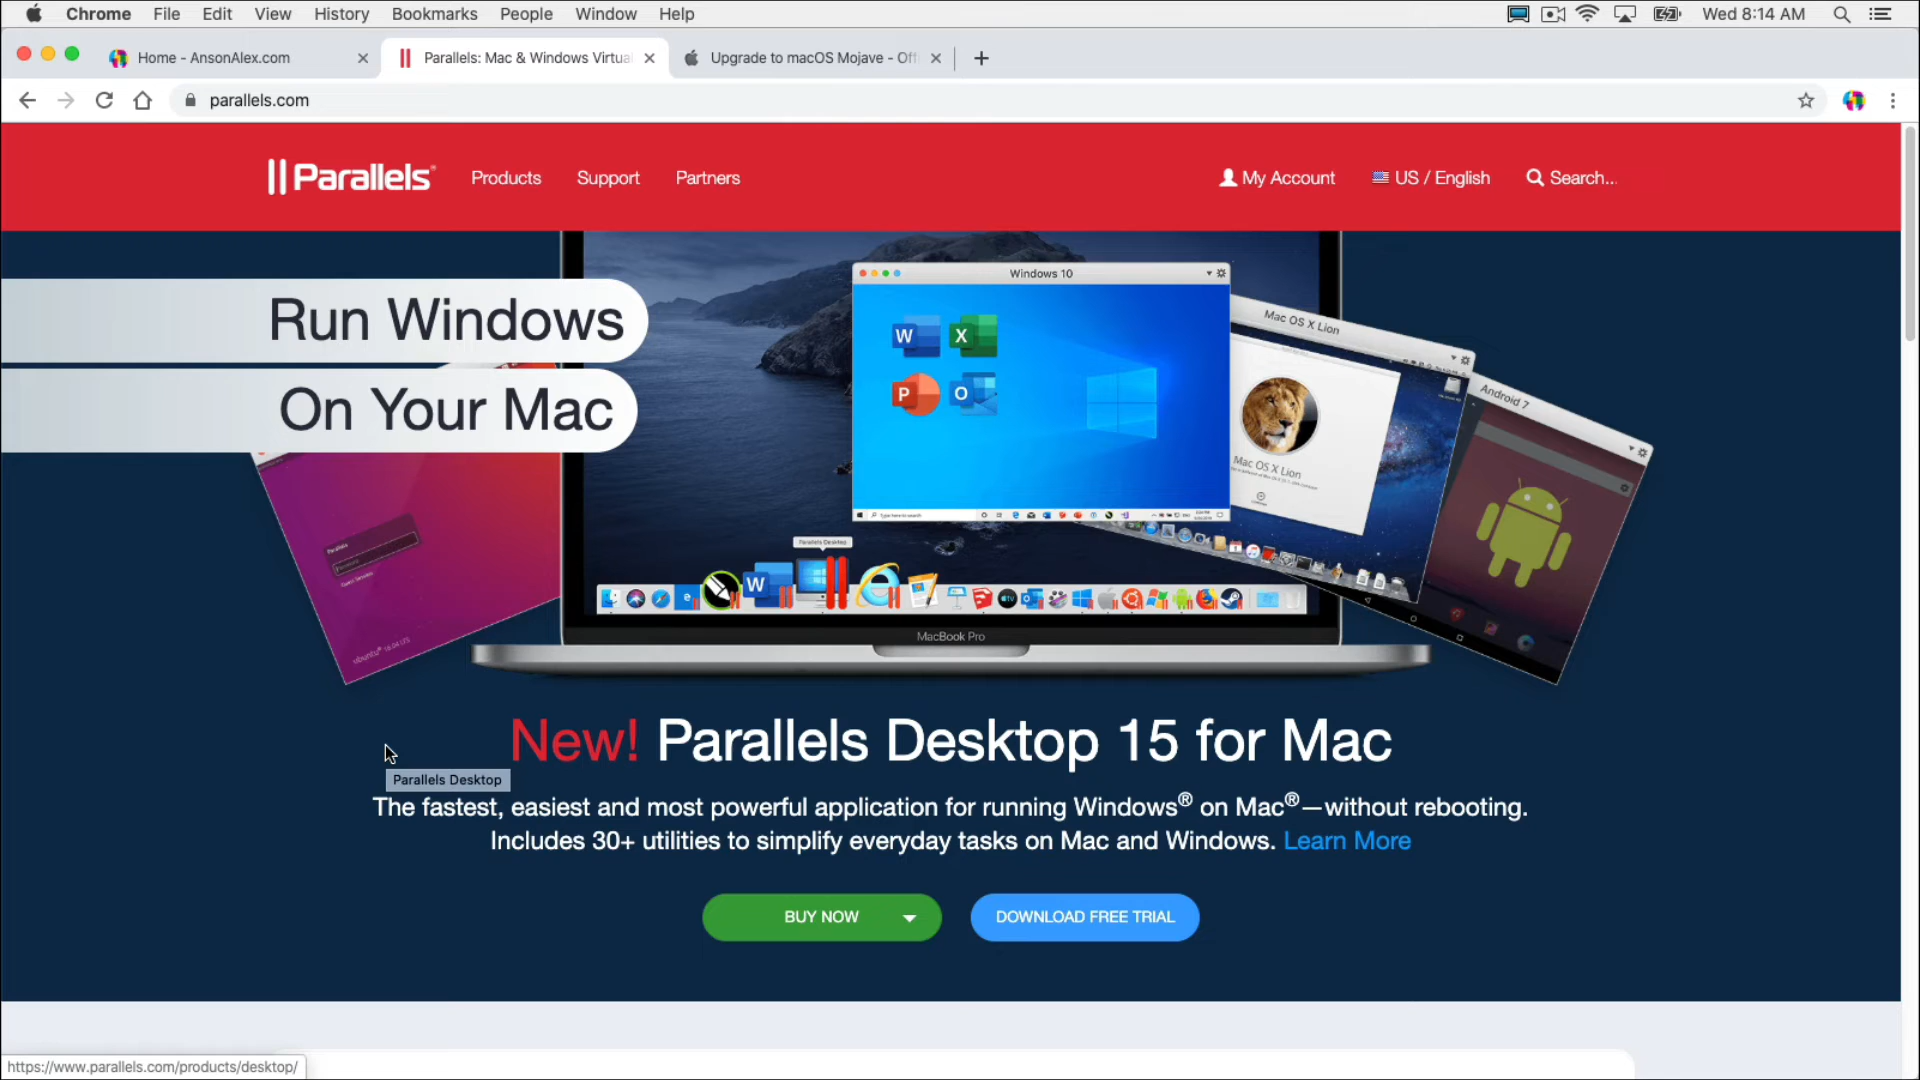 Chrome File Edit View History Bookmarks People Window Help Wed 8:14 AM
Home - AnsonAlex.com Parallels: Mac & Windows Virtua Upgrade to macOS Mojave - Off
parallels.com
Parallels Products Support Partners My Account US / English Search...
Run Windows
On Your Mac
Windows 10
Mac OS X Lion
Android 7
Mac OS X Lion
Parallels Desktop
MacBook Pro
New! Parallels Desktop 15 for Mac
Parallels Desktop
The fastest, easiest and most powerful application for running Windows® on Mac®—without rebooting.
Includes 30+ utilities to simplify everyday tasks on Mac and Windows. Learn More
BUY NOW DOWNLOAD FREE TRIAL
https://www.parallels.com/products/desktop/